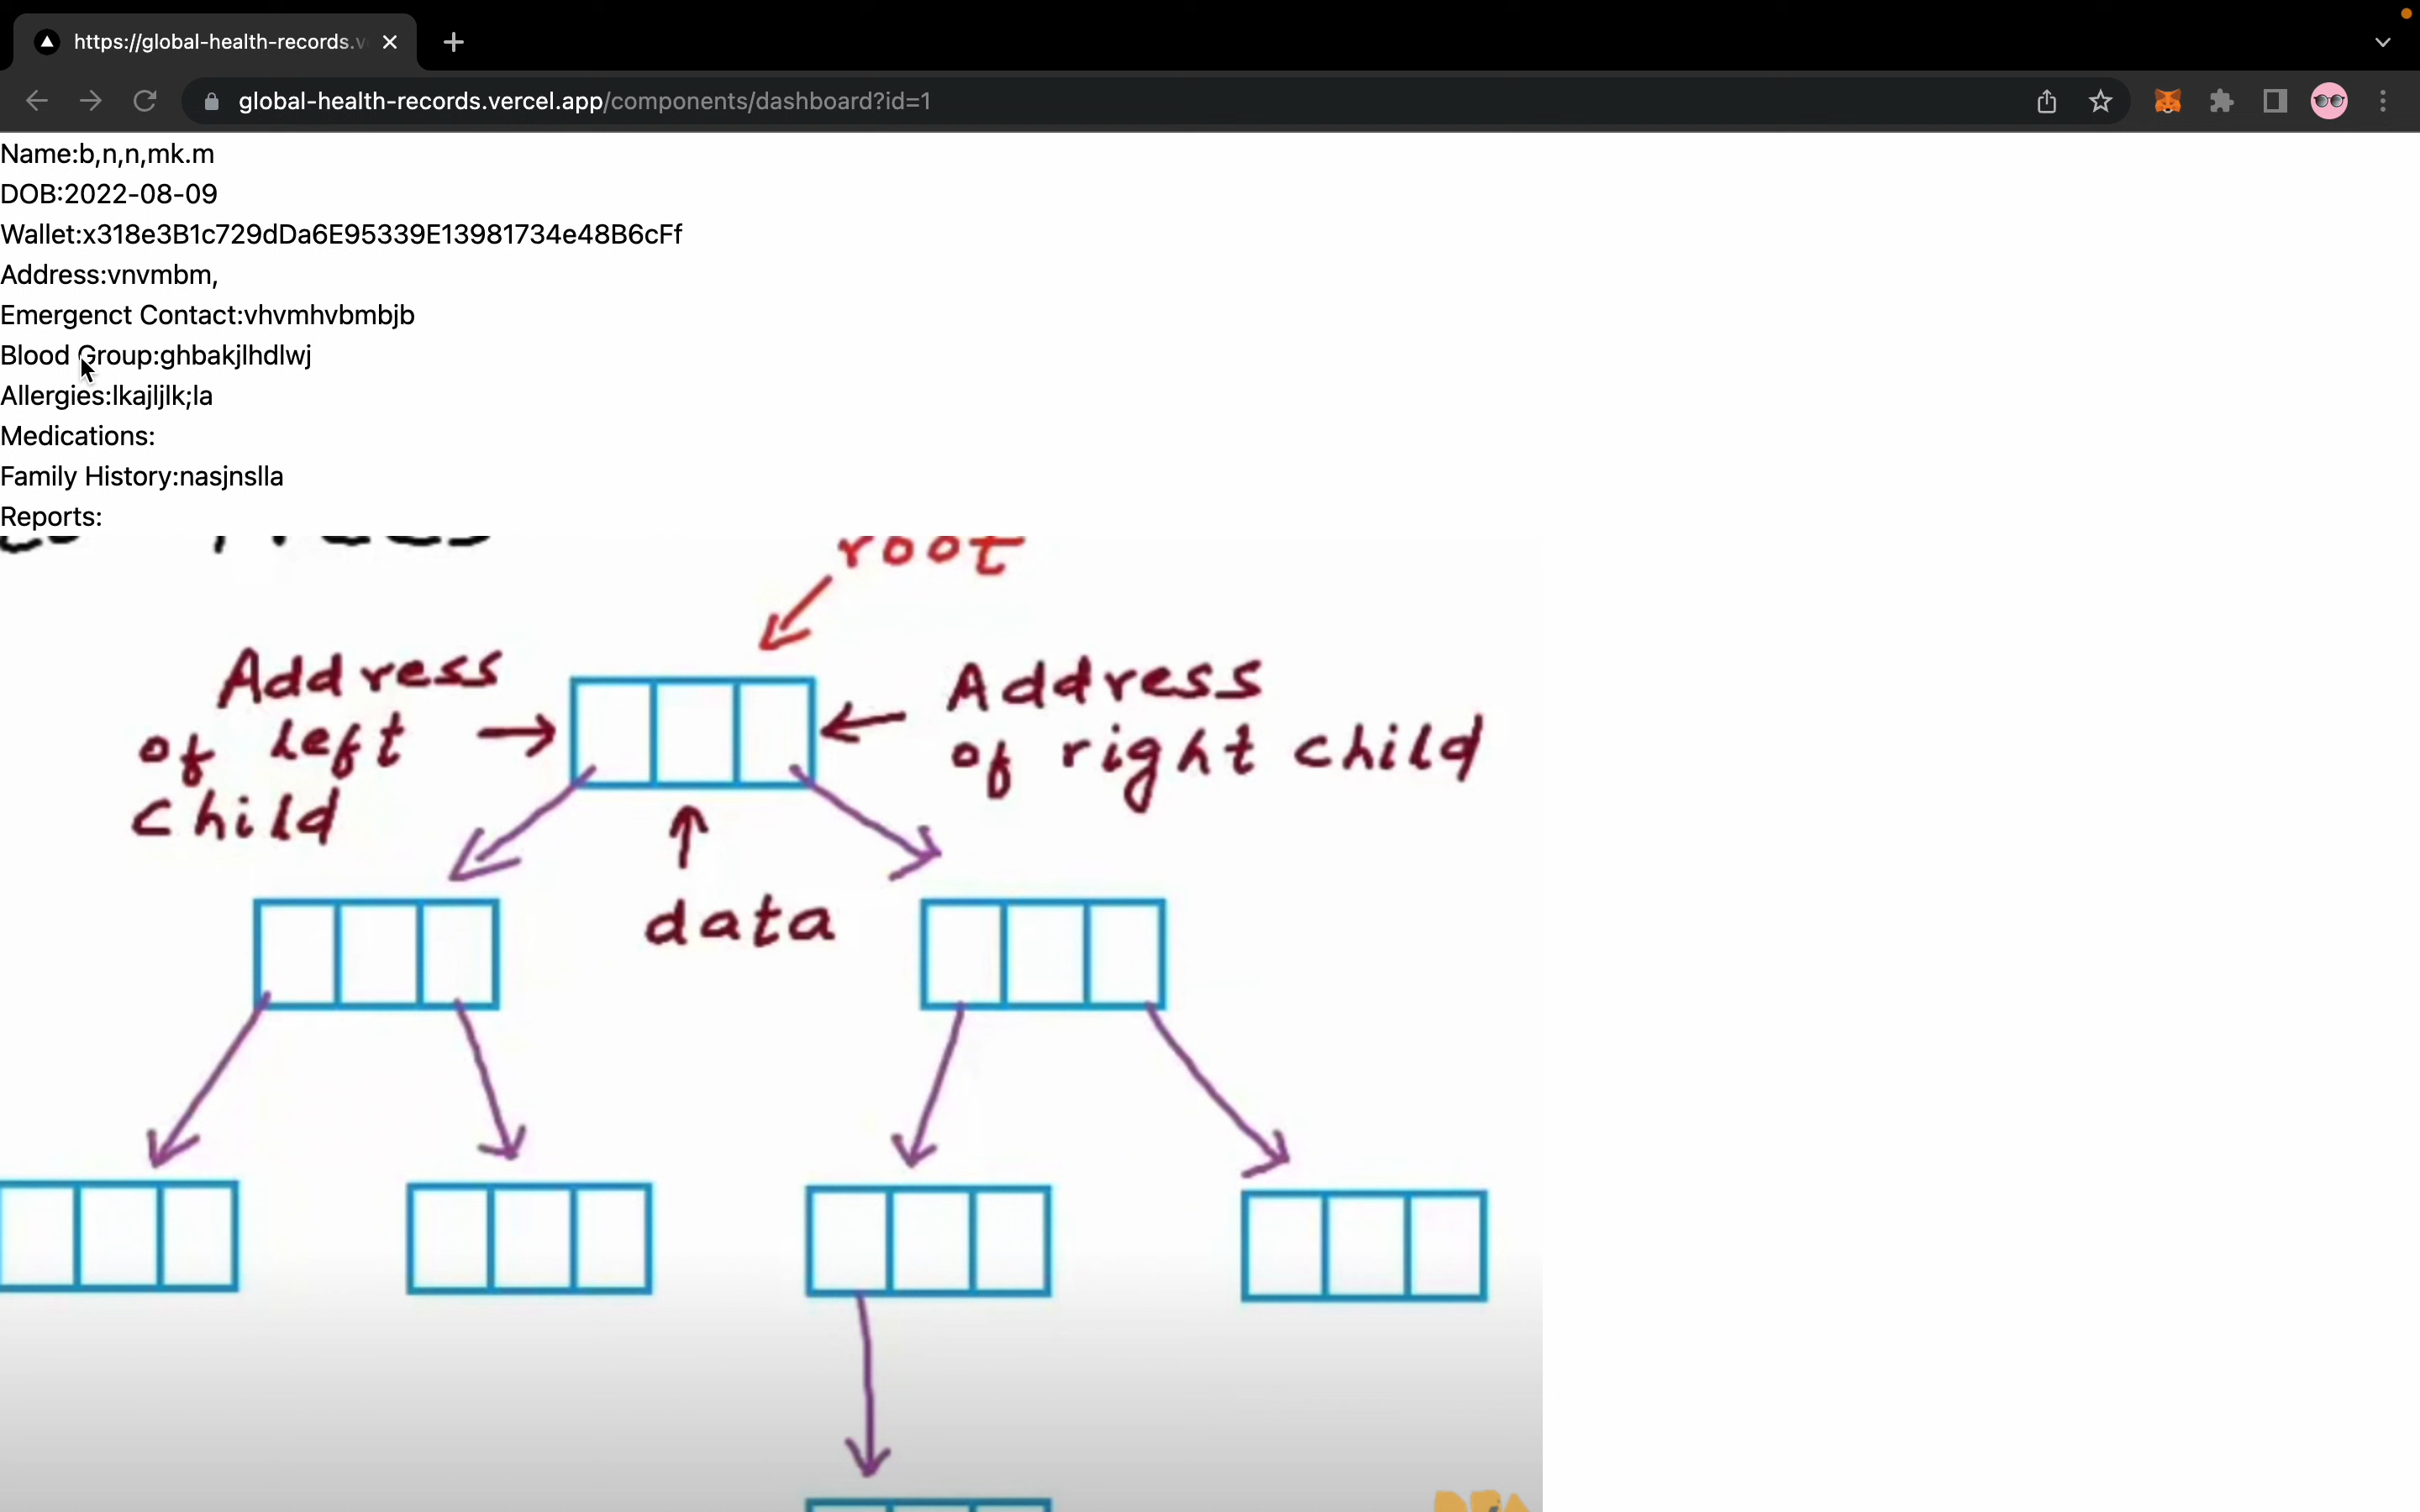 https://global-health-records.v
global-health-records.vercel.app/components/dashboard?id=1
Name:b,n,n,mk.m
DOB:2022-08-09
Wallet:x318e3B1c729dDa6E95339E13981734e48B6cFf
Address:vnvmbm,
Emergenct Contact:vhvmhvbmbjb
Blood Group:ghbakjlhdlwj
Allergies:lkajljlk;la
Medications:
Family History:nasjnslla
Reports:
root
Address
of left
child
Address
of right child
data